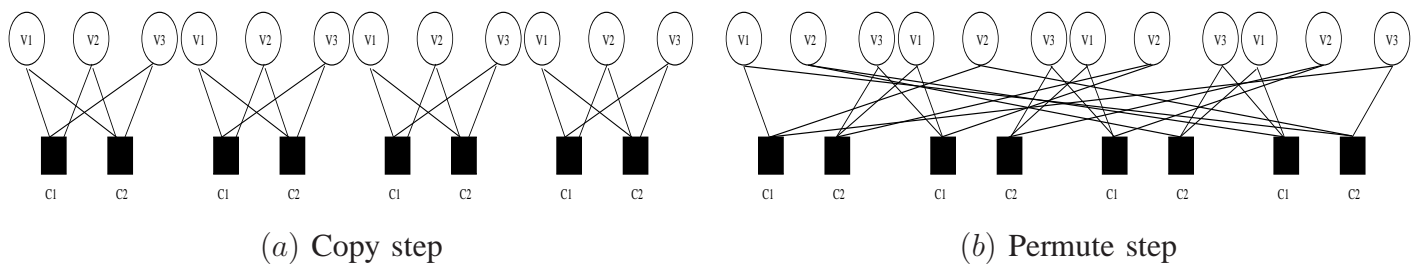 V1 V2 V3 V1 V2 V3 V1 V2 V3 V1 V2 V3 V1 V2 V3 V1 V2 V3 V1 V2 V3 V1 V2 V3
C1 C2 C1 C2 C1 C2 C1 C2 C1 C2 C1 C2 C1 C2 C1 C2
(a) Copy step (b) Permute step